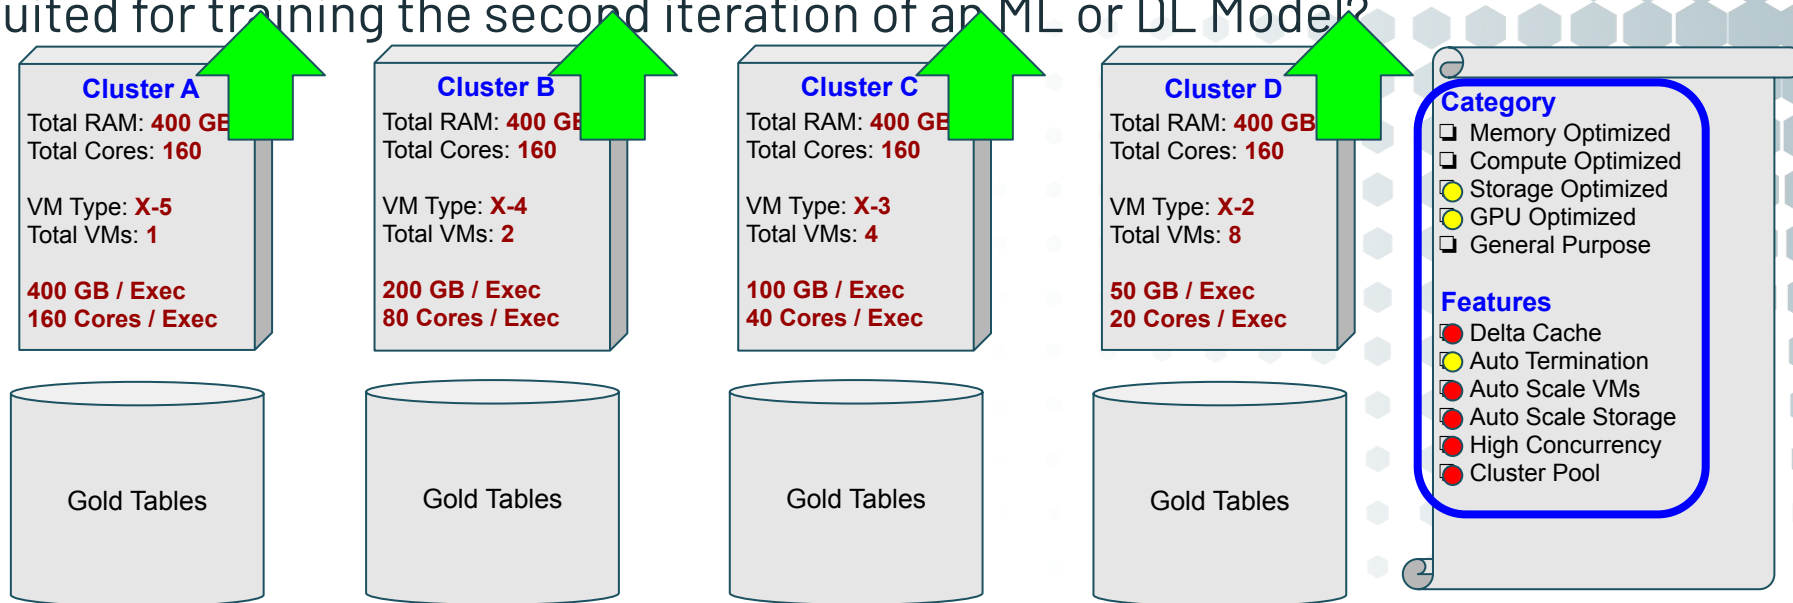 uited for training the second iteration of an ML or DL Model?
Cluster A
Total RAM: 400 GB
Total Cores: 160
VM Type: X-5
Total VMs: 1
400 GB / Exec
160 Cores / Exec
Gold Tables
Cluster B
Total RAM: 400 GB
Total Cores: 160
VM Type: X-4
Total VMs: 2
200 GB / Exec
80 Cores / Exec
Gold Tables
Cluster C
Total RAM: 400 GB
Total Cores: 160
VM Type: X-3
Total VMs: 4
100 GB / Exec
40 Cores / Exec
Gold Tables
Cluster D
Total RAM: 400 GB
Total Cores: 160
VM Type: X-2
Total VMs: 8
50 GB / Exec
20 Cores / Exec
Gold Tables
Category
Memory Optimized
Compute Optimized
Storage Optimized
GPU Optimized
General Purpose
Features
Delta Cache
Auto Termination
Auto Scale VMs
Auto Scale Storage
High Concurrency
Cluster Pool